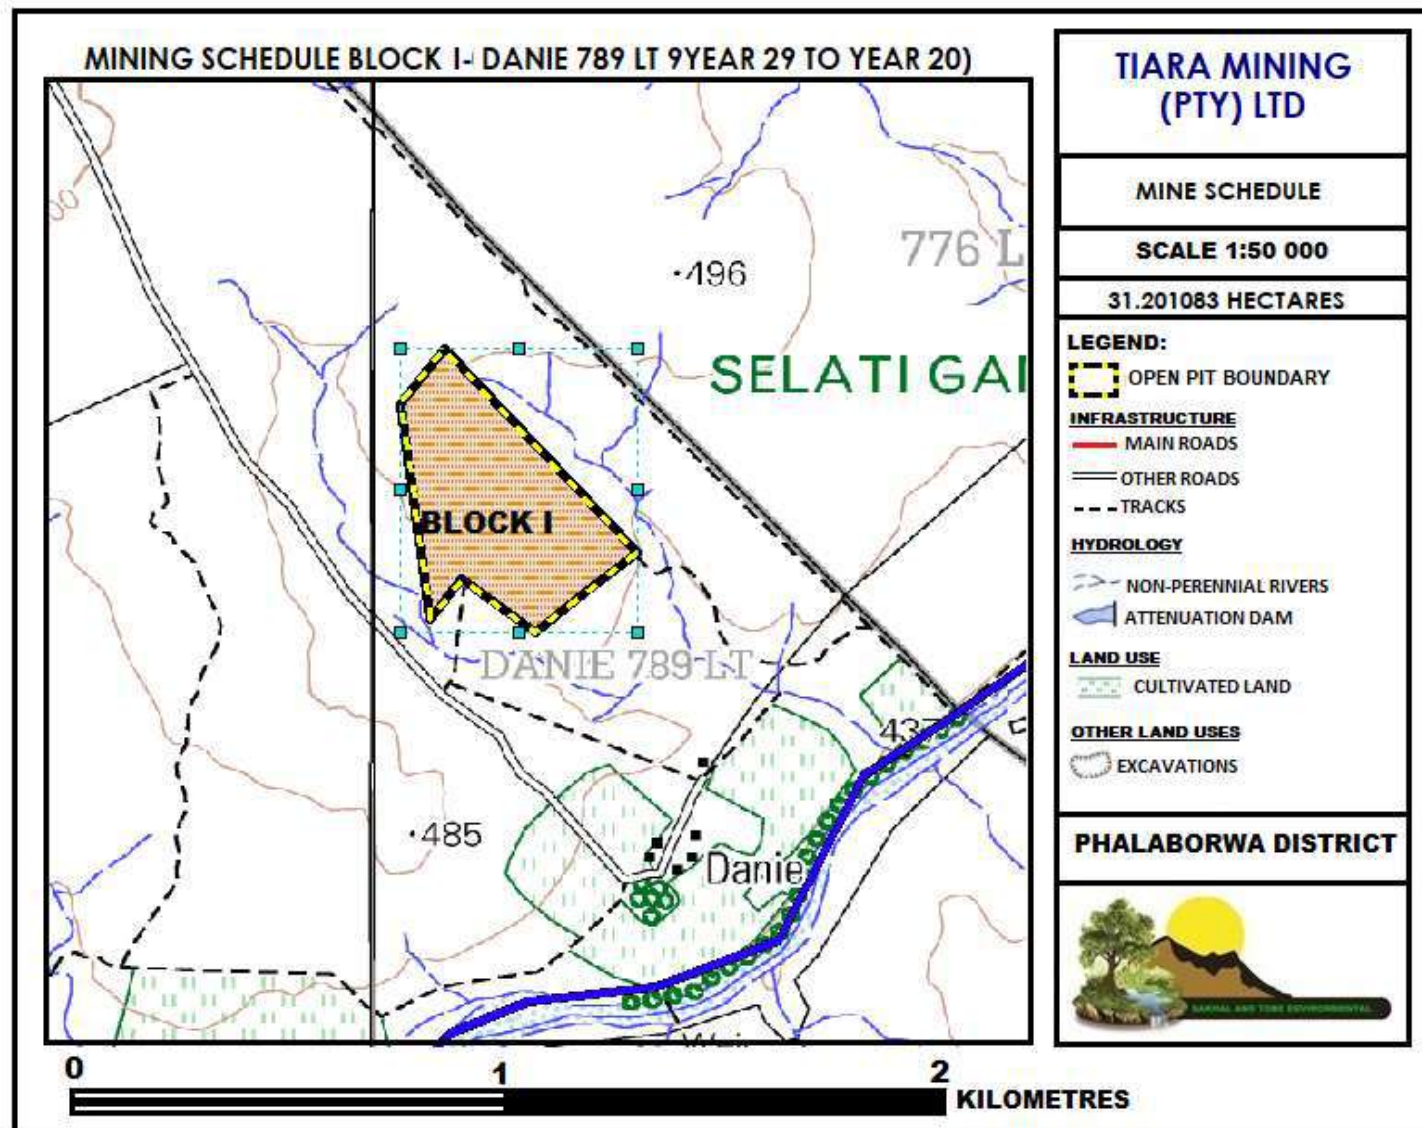 MINING SCHEDULE BLOCK I- DANIE 789 LT 9YEAR 29 TO YEAR 20)
776 L
496
SELATI GAI
BLOCK I
DANIE 789 LT
437
485
Danie
0
1
2
KILOMETRES
TIARA MINING
(PTY) LTD
MINE SCHEDULE
SCALE 1:50 000
31.201083 HECTARES
LEGEND:
OPEN PIT BOUNDARY
INFRASTRUCTURE
MAIN ROADS
OTHER ROADS
TRACKS
HYDROLOGY
NON-PERENNIAL RIVERS
ATTENUATION DAM
LAND USE
CULTIVATED LAND
OTHER LAND USES
EXCAVATIONS
PHALABORWA DISTRICT